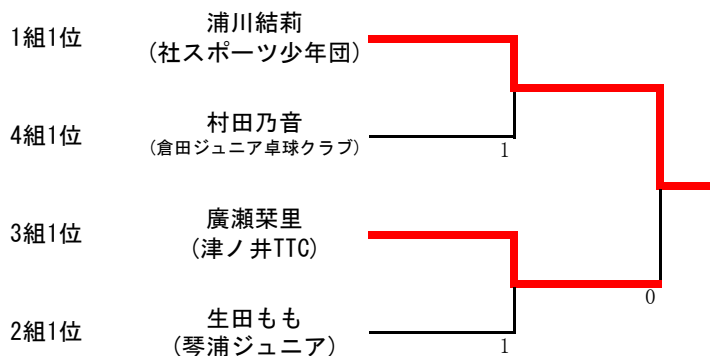 1組1位
浦川結莉
(社スポーツ少年団)
4組1位
村田乃音
(倉田ジュニア卓球クラブ)
1
3組1位
廣瀬栞里
(津ノ井TTC)
0
2組1位
生田もも
(琴浦ジュニア)
1